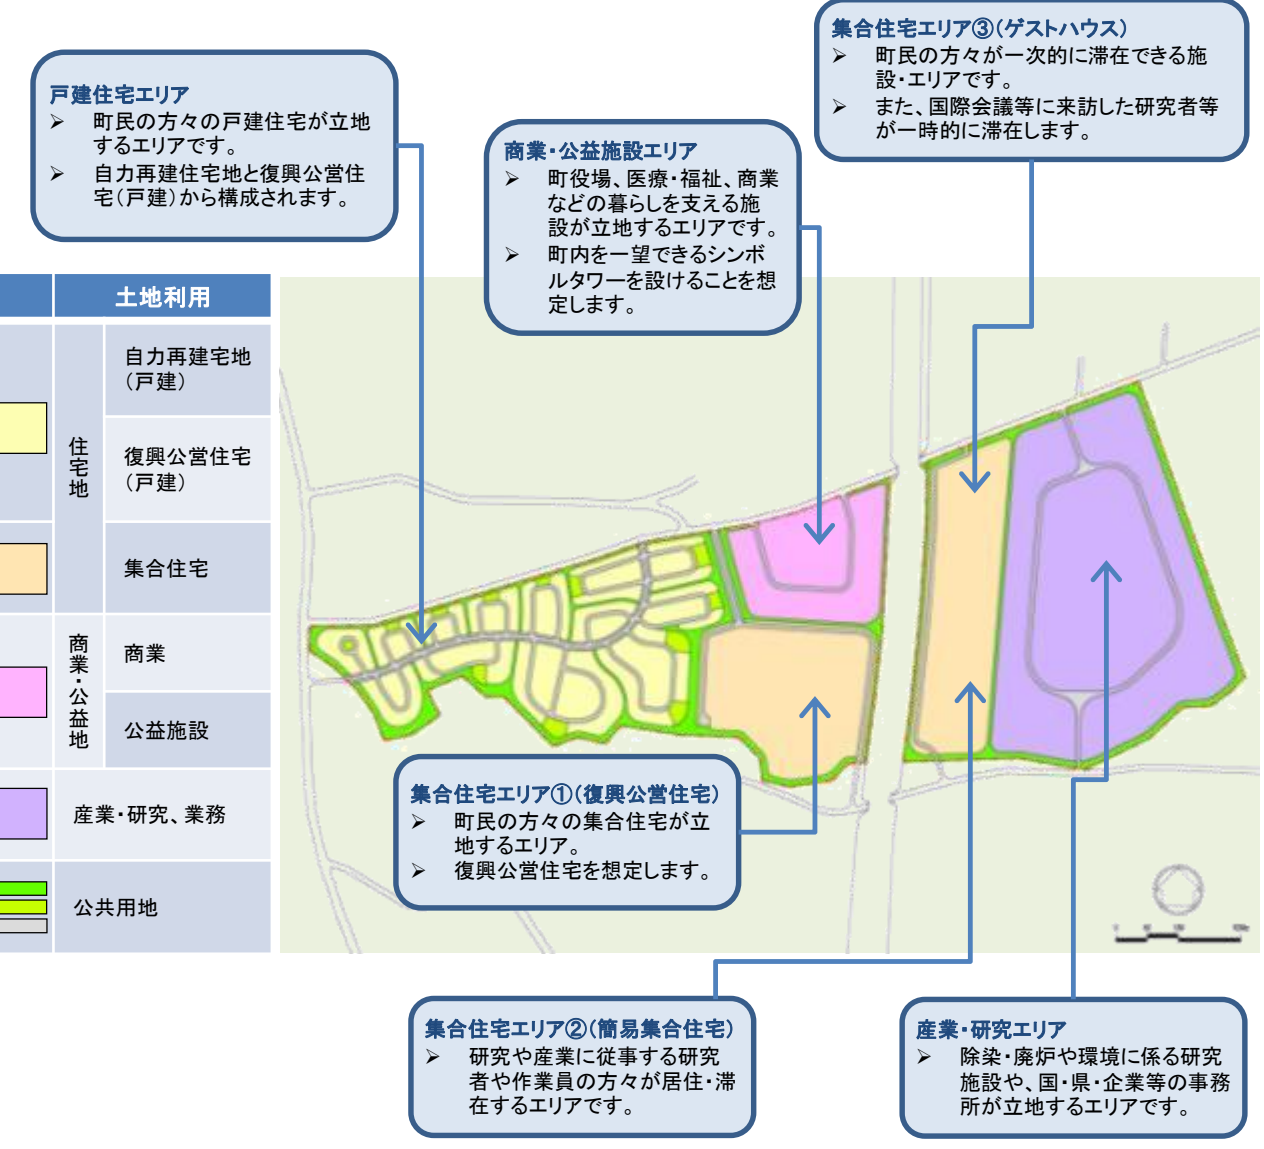 集合住宅エリア③(ゲストハウス)
➢ 町民の方々が一次的に滞在できる施
設・エリアです。
➢ また、国際会議等に来訪した研究者等
が一時的に滞在します。
戸建住宅エリア
➢ 町民の方々の戸建住宅が立地
するエリアです。
➢ 自力再建住宅地と復興公営住
宅(戸建)から構成されます。
商業・公益施設エリア
➢ 町役場、医療・福祉、商業
などの暮らしを支える施
設が立地するエリアです。
➢ 町内を一望できるシンボ
ルタワーを設けることを想
定します。
土地利用
住宅地
自力再建宅地
(戸建)
復興公営住宅
(戸建)
集合住宅
商業・公益地
商業
公益施設
産業・研究、業務
公共用地
集合住宅エリア①(復興公営住宅)
➢ 町民の方々の集合住宅が立
地するエリア。
➢ 復興公営住宅を想定します。
集合住宅エリア②(簡易集合住宅)
➢ 研究や産業に従事する研究
者や作業員の方々が居住・滞
在するエリアです。
産業・研究エリア
➢ 除染・廃炉や環境に係る研究
施設や、国・県・企業等の事務
所が立地するエリアです。